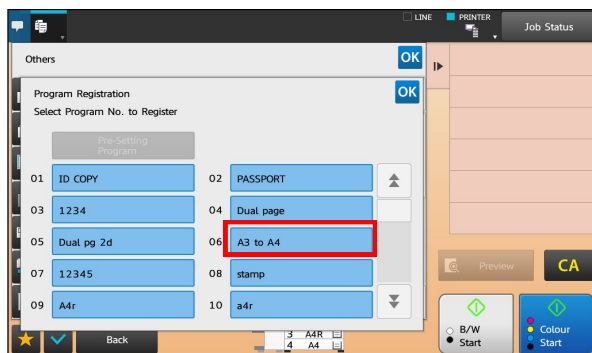 LINE
PRINTER
Job Status
Others
OK
Program Registration
OK
Select Program No. to Register
Pre-Setting
Program
01 ID COPY
02 PASSPORT
03 1234
04 Dual page
05 Dual pg 2d
06 A3 to A4
07 12345
08 stamp
09 A4r
10 a4r
Preview
CA
Back
3 A4R
4 A4
B/W
Start
Colour
Start